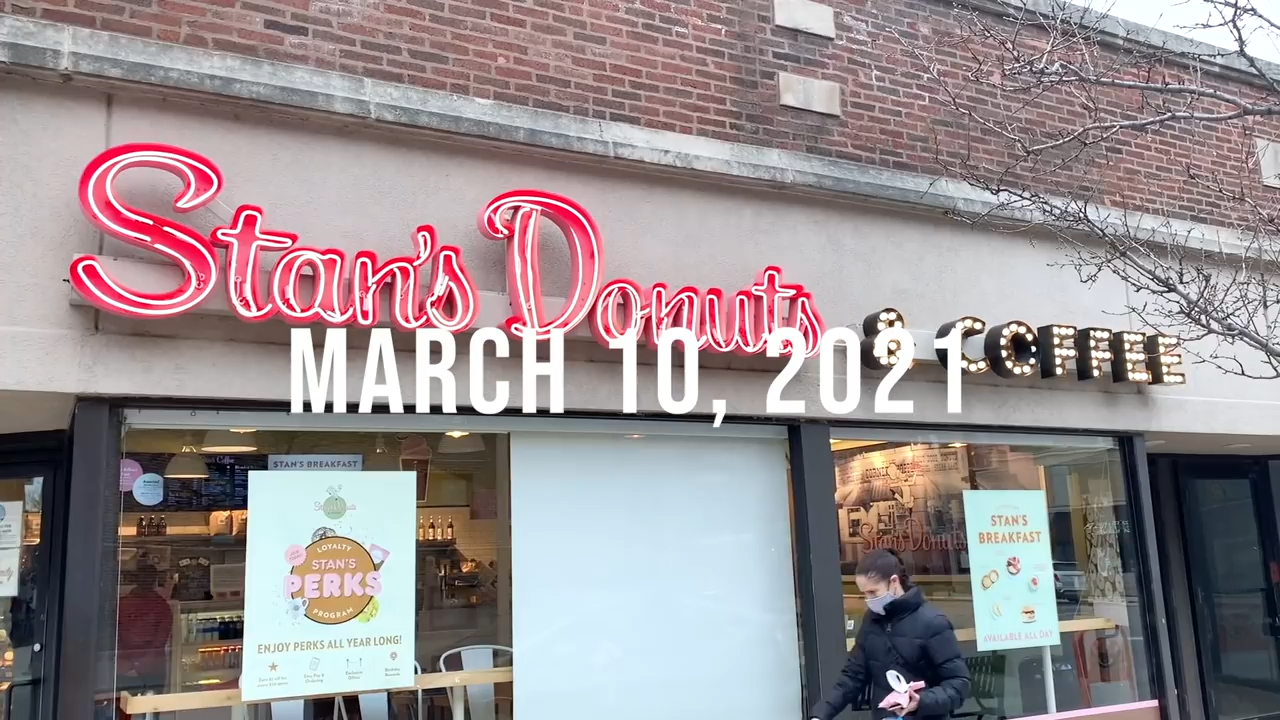 Stan's Donuts & COFFEE
MARCH 10, 2021
STAN'S BREAKFAST
LOYALTY
STAN'S
PERKS
PROGRAM
ENJOY PERKS ALL YEAR LONG!
Stan's Donuts
STAN'S
BREAKFAST
AVAILABLE ALL DAY